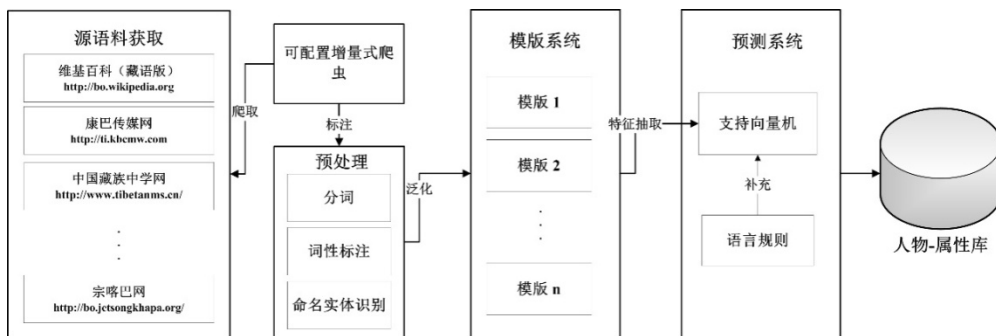 源语料获取
维基百科（藏语版）
http://bo.wikipedia.org
康巴传媒网
http://ti.kbcmw.com
中国藏族中学网
http://www.tibetanms.cn/
.
.
.
宗喀巴网
http://bo.jctsongkhapa.org/
爬取
可配置增量式爬
虫
标注
预处理
分词
词性标注
命名实体识别
泛化
模版系统
模版 1
模版 2
.
.
.
模版 n
特征抽取
预测系统
支持向量机
补充
语言规则
人物-属性库